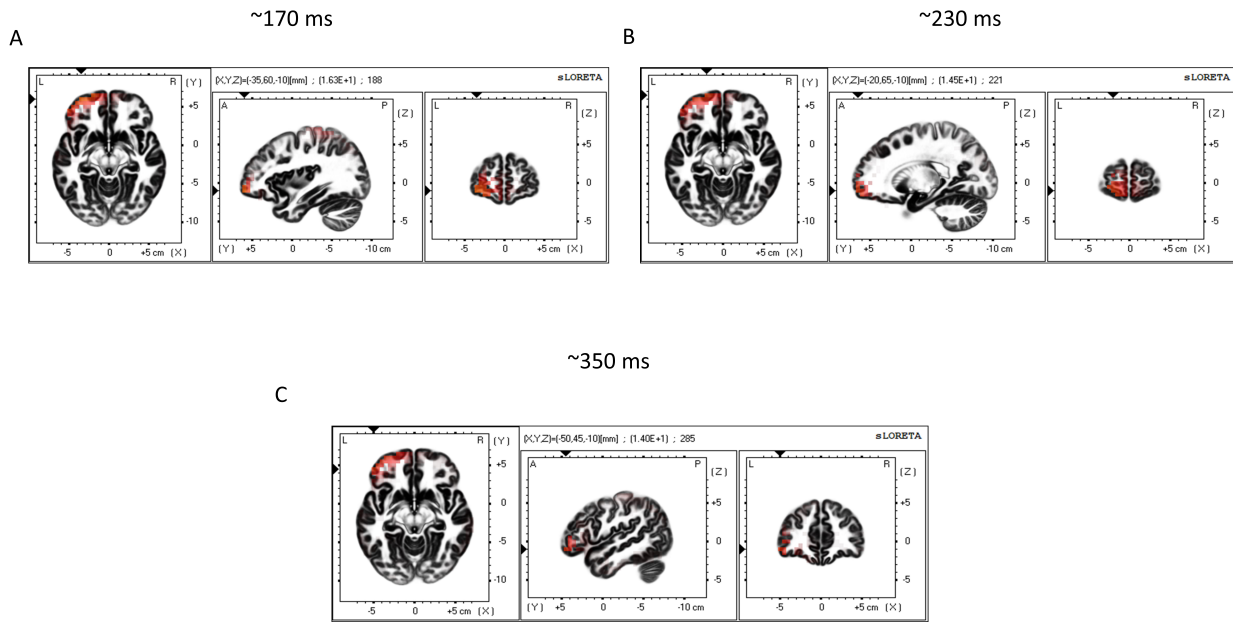 ~170 ms
~230 ms
A
B
(X,Y,Z)=(-35,60,-10)[mm] ; (1.63E+1) ; 188
sLORETA
L R (Y)
+5
0
-5
-10
-5 0 +5 cm (X)
A P (Z)
+5
0
-5
(Y) +5 0 -5 -10 cm
L R (Z)
+5
0
-5
-5 0 +5 cm (X)
(X,Y,Z)=(-20,65,-10)[mm] ; (1.45E+1) ; 221
sLORETA
L R (Y)
+5
0
-5
-10
-5 0 +5 cm (X)
A P (Z)
+5
0
-5
(Y) +5 0 -5 -10 cm
L R (Z)
+5
0
-5
-5 0 +5 cm (X)
~350 ms
C
(X,Y,Z)=(-50,45,-10)[mm] ; (1.40E+1) ; 285
sLORETA
L R (Y)
+5
0
-5
-10
-5 0 +5 cm (X)
A P (Z)
+5
0
-5
(Y) +5 0 -5 -10 cm
L R (Z)
+5
0
-5
-5 0 +5 cm (X)